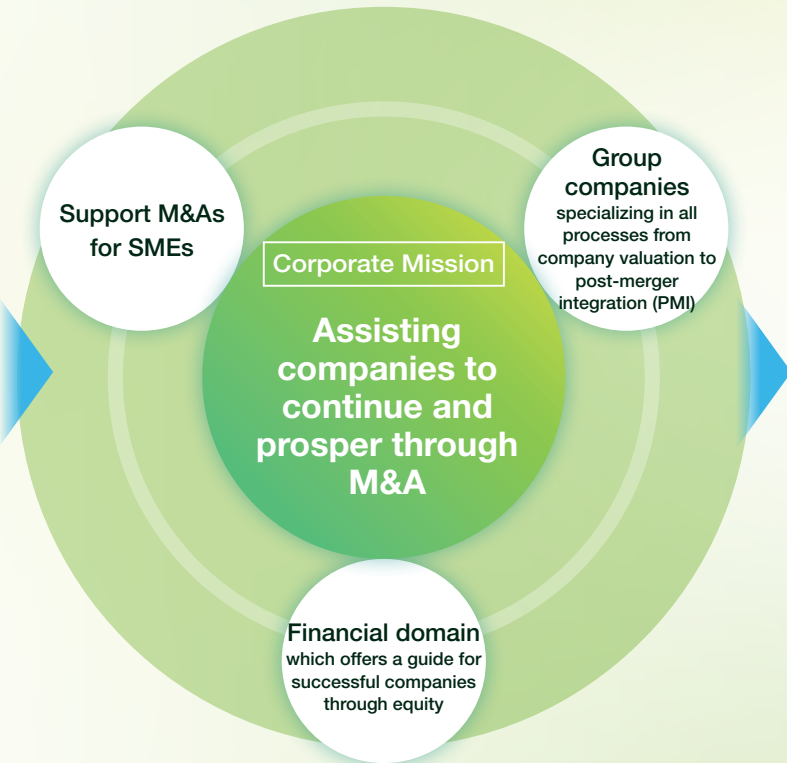 Support M&As
for SMEs
Group
companies
specializing in all
processes from
company valuation to
post-merger
integration (PMI)
Corporate Mission
Assisting
companies to
continue and
prosper through
M&A
Financial domain
which offers a guide for
successful companies
through equity